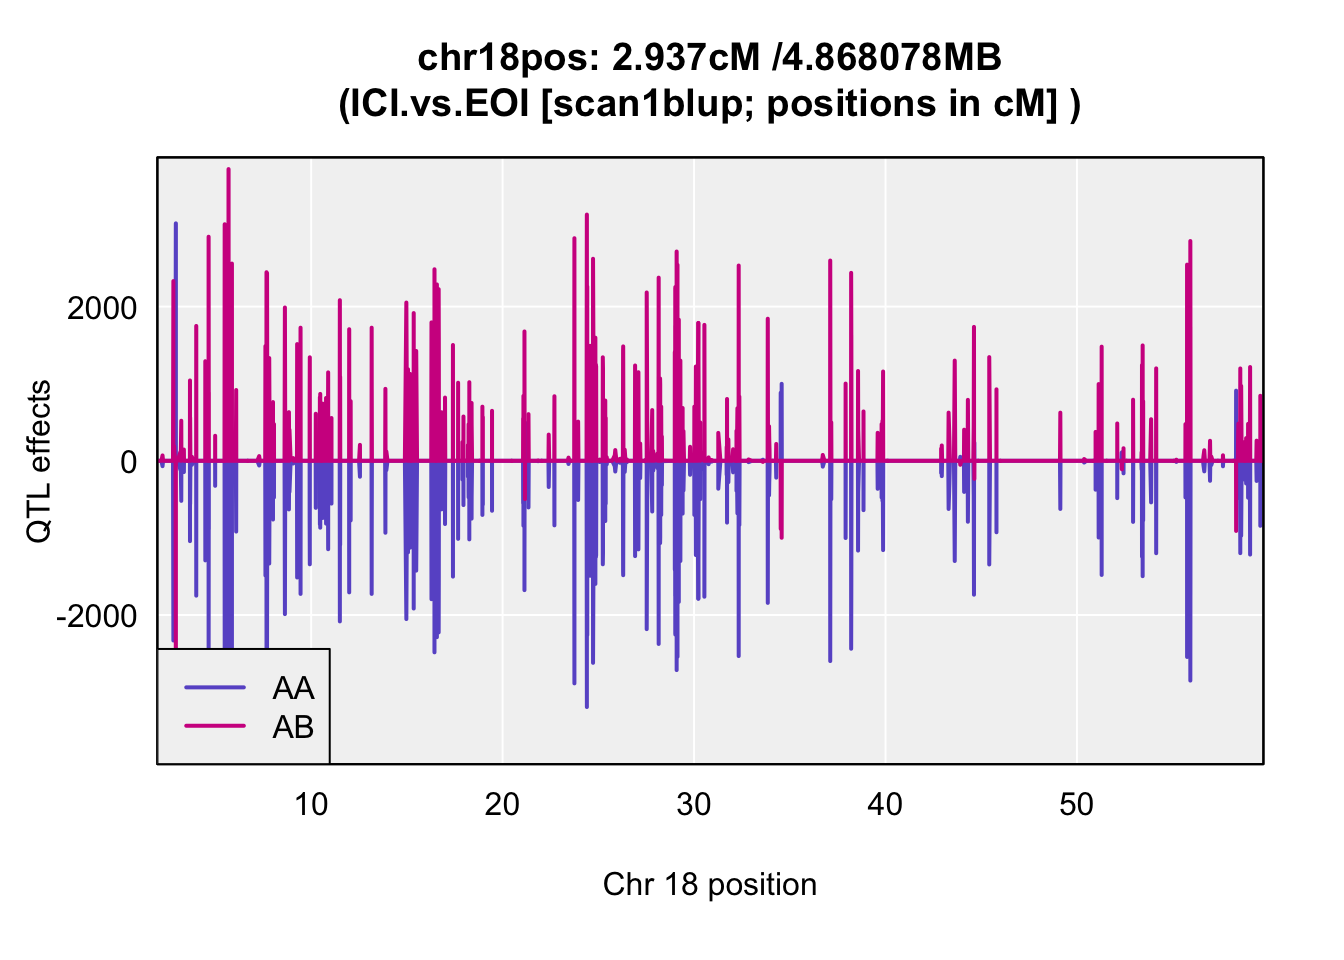 chr18pos: 2.937cM /4.868078MB
(ICI.vs.EOI [scan1blup; positions in cM] )
QTL effects
2000
0
-2000
AA
AB
10 20 30 40 50
Chr 18 position